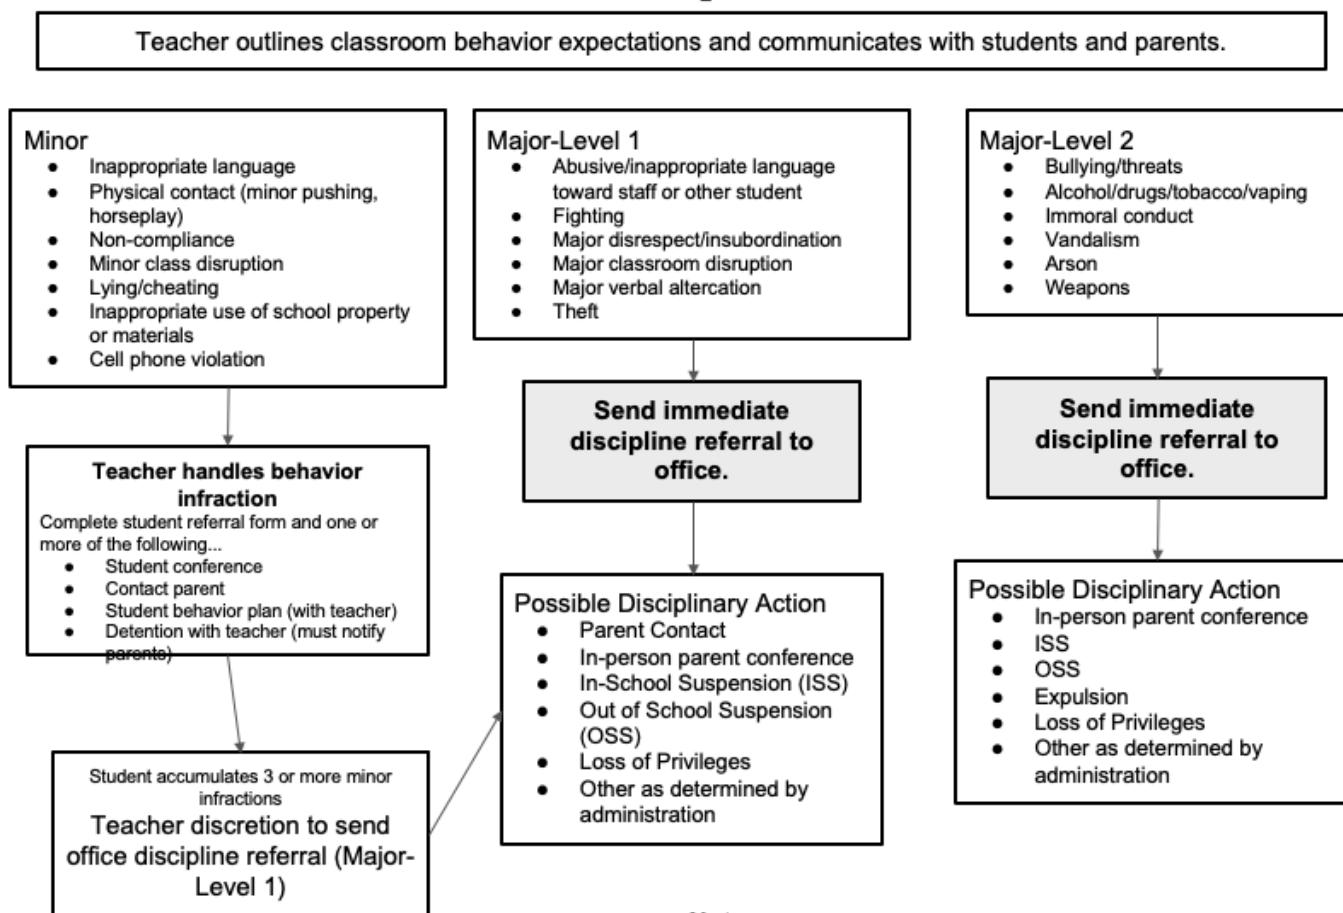 Teacher outlines classroom behavior expectations and communicates with students and parents.
Minor
● Inappropriate language
● Physical contact (minor pushing,
horseplay)
● Non-compliance
● Minor class disruption
● Lying/cheating
● Inappropriate use of school property
or materials
● Cell phone violation
Teacher handles behavior
infraction
Complete student referral form and one or
more of the following...
● Student conference
● Contact parent
● Student behavior plan (with teacher)
● Detention with teacher (must notify
parents)
Student accumulates 3 or more minor
infractions
Teacher discretion to send
office discipline referral (Major-
Level 1)
Major-Level 1
● Abusive/inappropriate language
toward staff or other student
● Fighting
● Major disrespect/insubordination
● Major classroom disruption
● Major verbal altercation
● Theft
Send immediate
discipline referral to
office.
Possible Disciplinary Action
● Parent Contact
● In-person parent conference
● In-School Suspension (ISS)
● Out of School Suspension
(OSS)
● Loss of Privileges
● Other as determined by
administration
Major-Level 2
● Bullying/threats
● Alcohol/drugs/tobacco/vaping
● Immoral conduct
● Vandalism
● Arson
● Weapons
Send immediate
discipline referral to
office.
Possible Disciplinary Action
● In-person parent conference
● ISS
● OSS
● Expulsion
● Loss of Privileges
● Other as determined by
administration